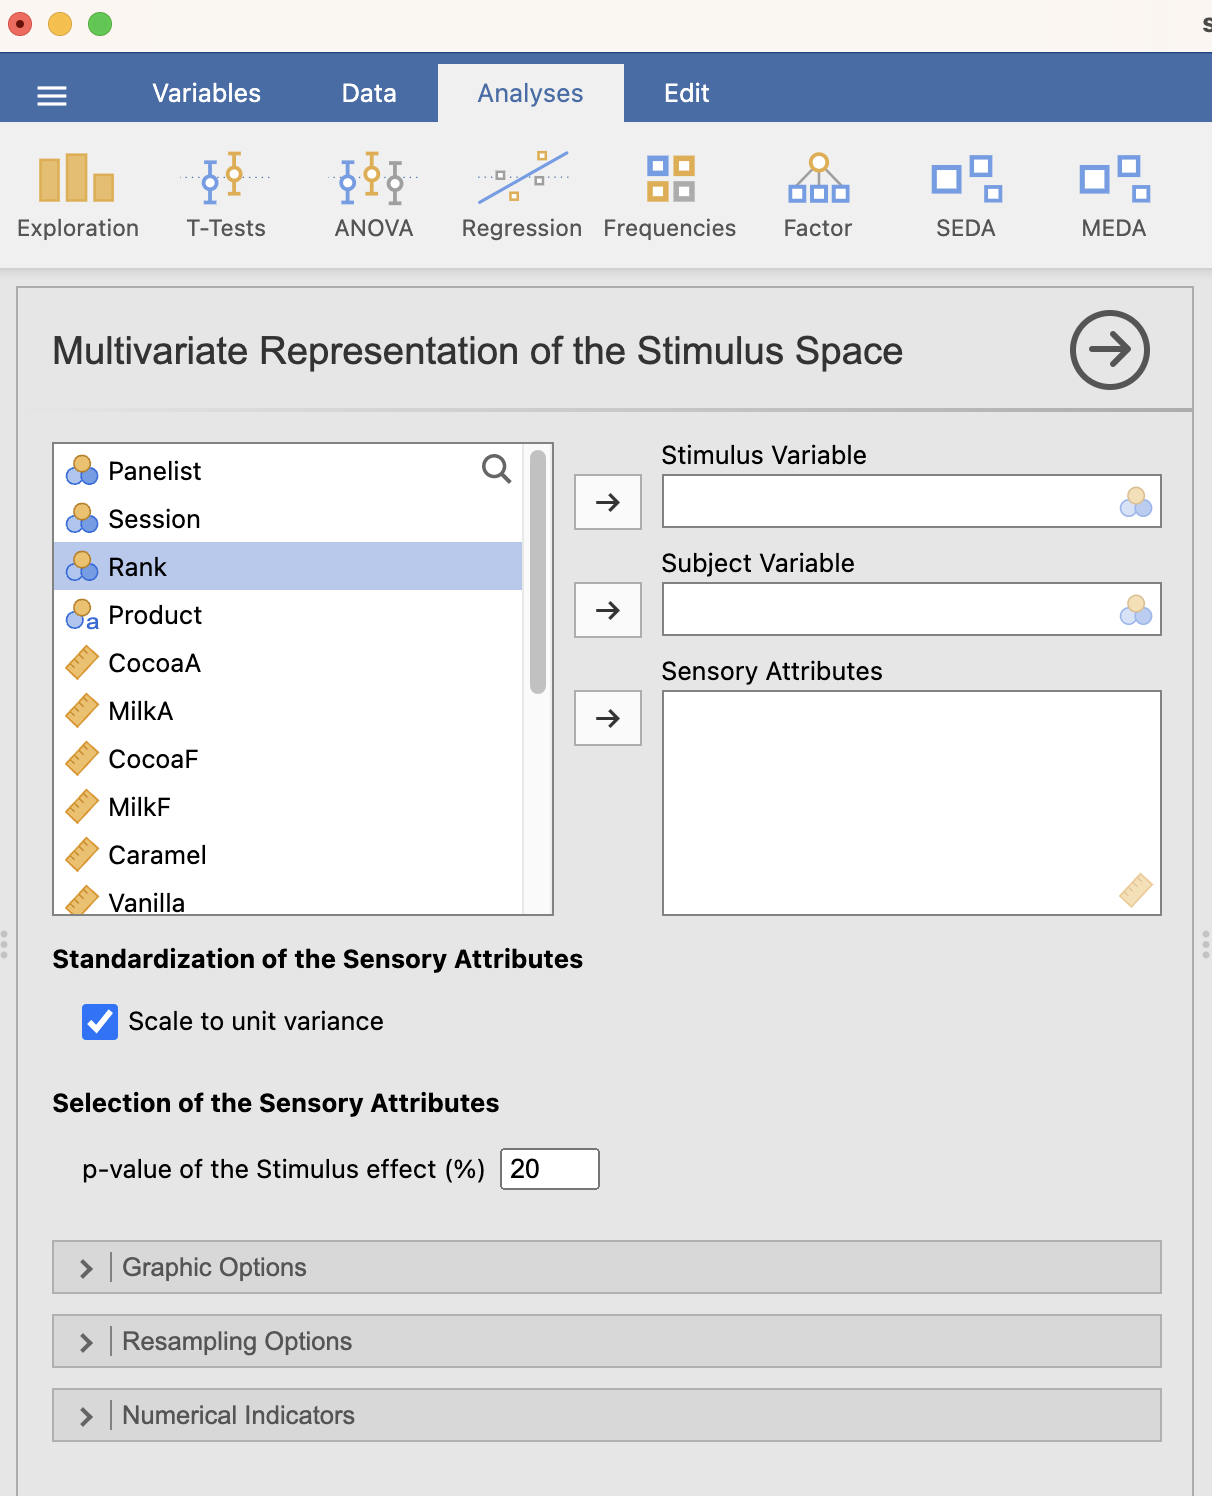 s
Variables Data Analyses Edit
Exploration T-Tests ANOVA Regression Frequencies Factor SEDA MEDA
Multivariate Representation of the Stimulus Space
Panelist
Session
Rank
a Product
CocoaA
MilkA
CocoaF
MilkF
Caramel
Vanilla
Stimulus Variable
Subject Variable
Sensory Attributes
Standardization of the Sensory Attributes
Scale to unit variance
Selection of the Sensory Attributes
p-value of the Stimulus effect (%) 20
Graphic Options
Resampling Options
Numerical Indicators